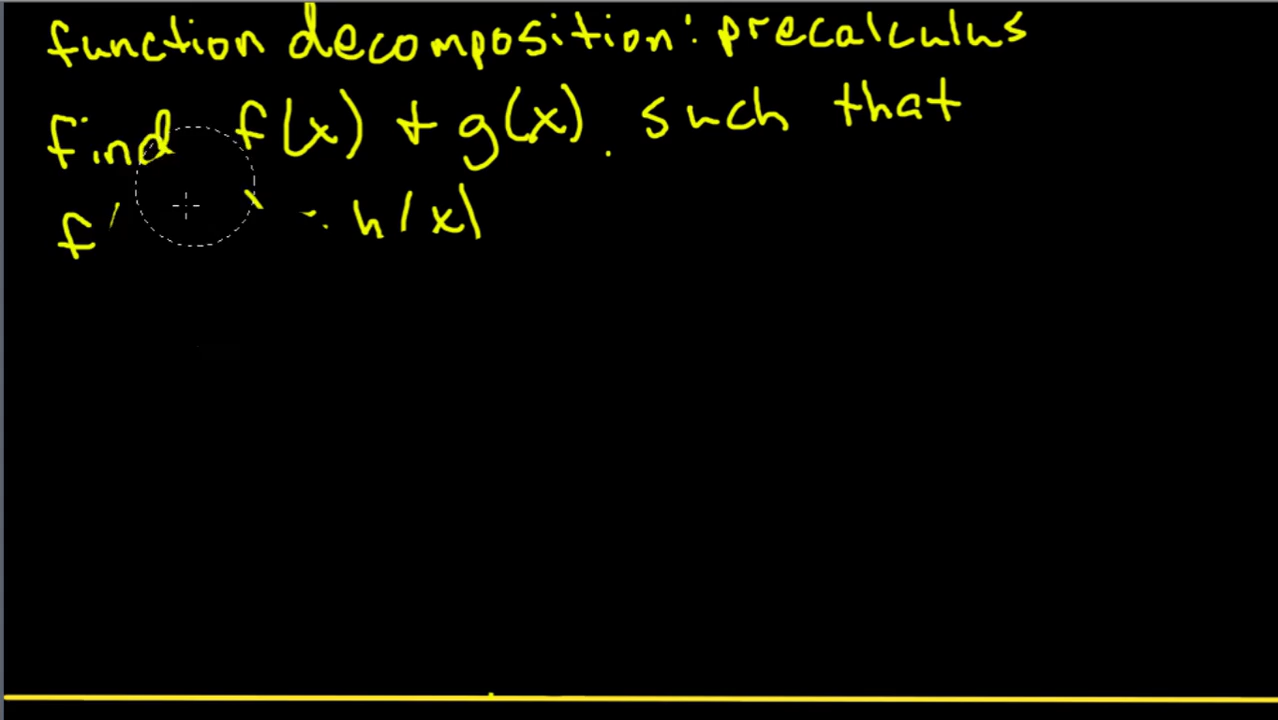 function decomposition: precalculus
find f(x) + g(x). such that
f = h(x)